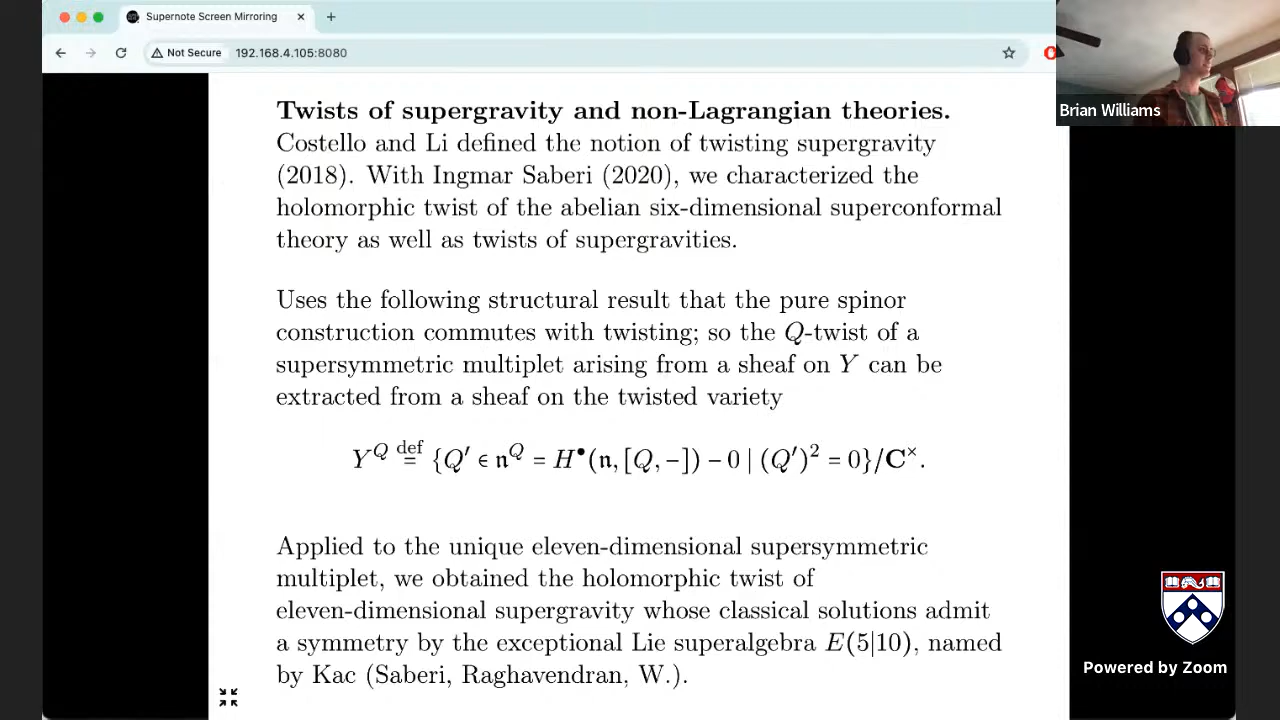 Supernote Screen Mirroring
Not Secure 192.168.4.105:8080
Brian Williams
Twists of supergravity and non-Lagrangian theories.
Costello and Li defined the notion of twisting supergravity
(2018). With Ingmar Saberi (2020), we characterized the
holomorphic twist of the abelian six-dimensional superconformal
theory as well as twists of supergravities.
Uses the following structural result that the pure spinor
construction commutes with twisting; so the Q-twist of a
supersymmetric multiplet arising from a sheaf on Y can be
extracted from a sheaf on the twisted variety
Y^Q \overset{def}{=} {Q′ ∈ 𝔫^Q = H^•(𝔫, [Q, −]) − 0 | (Q′)² = 0}/C^×.
Applied to the unique eleven-dimensional supersymmetric
multiplet, we obtained the holomorphic twist of
eleven-dimensional supergravity whose classical solutions admit
a symmetry by the exceptional Lie superalgebra E(5|10), named
by Kac (Saberi, Raghavendran, W.).
Powered by Zoom